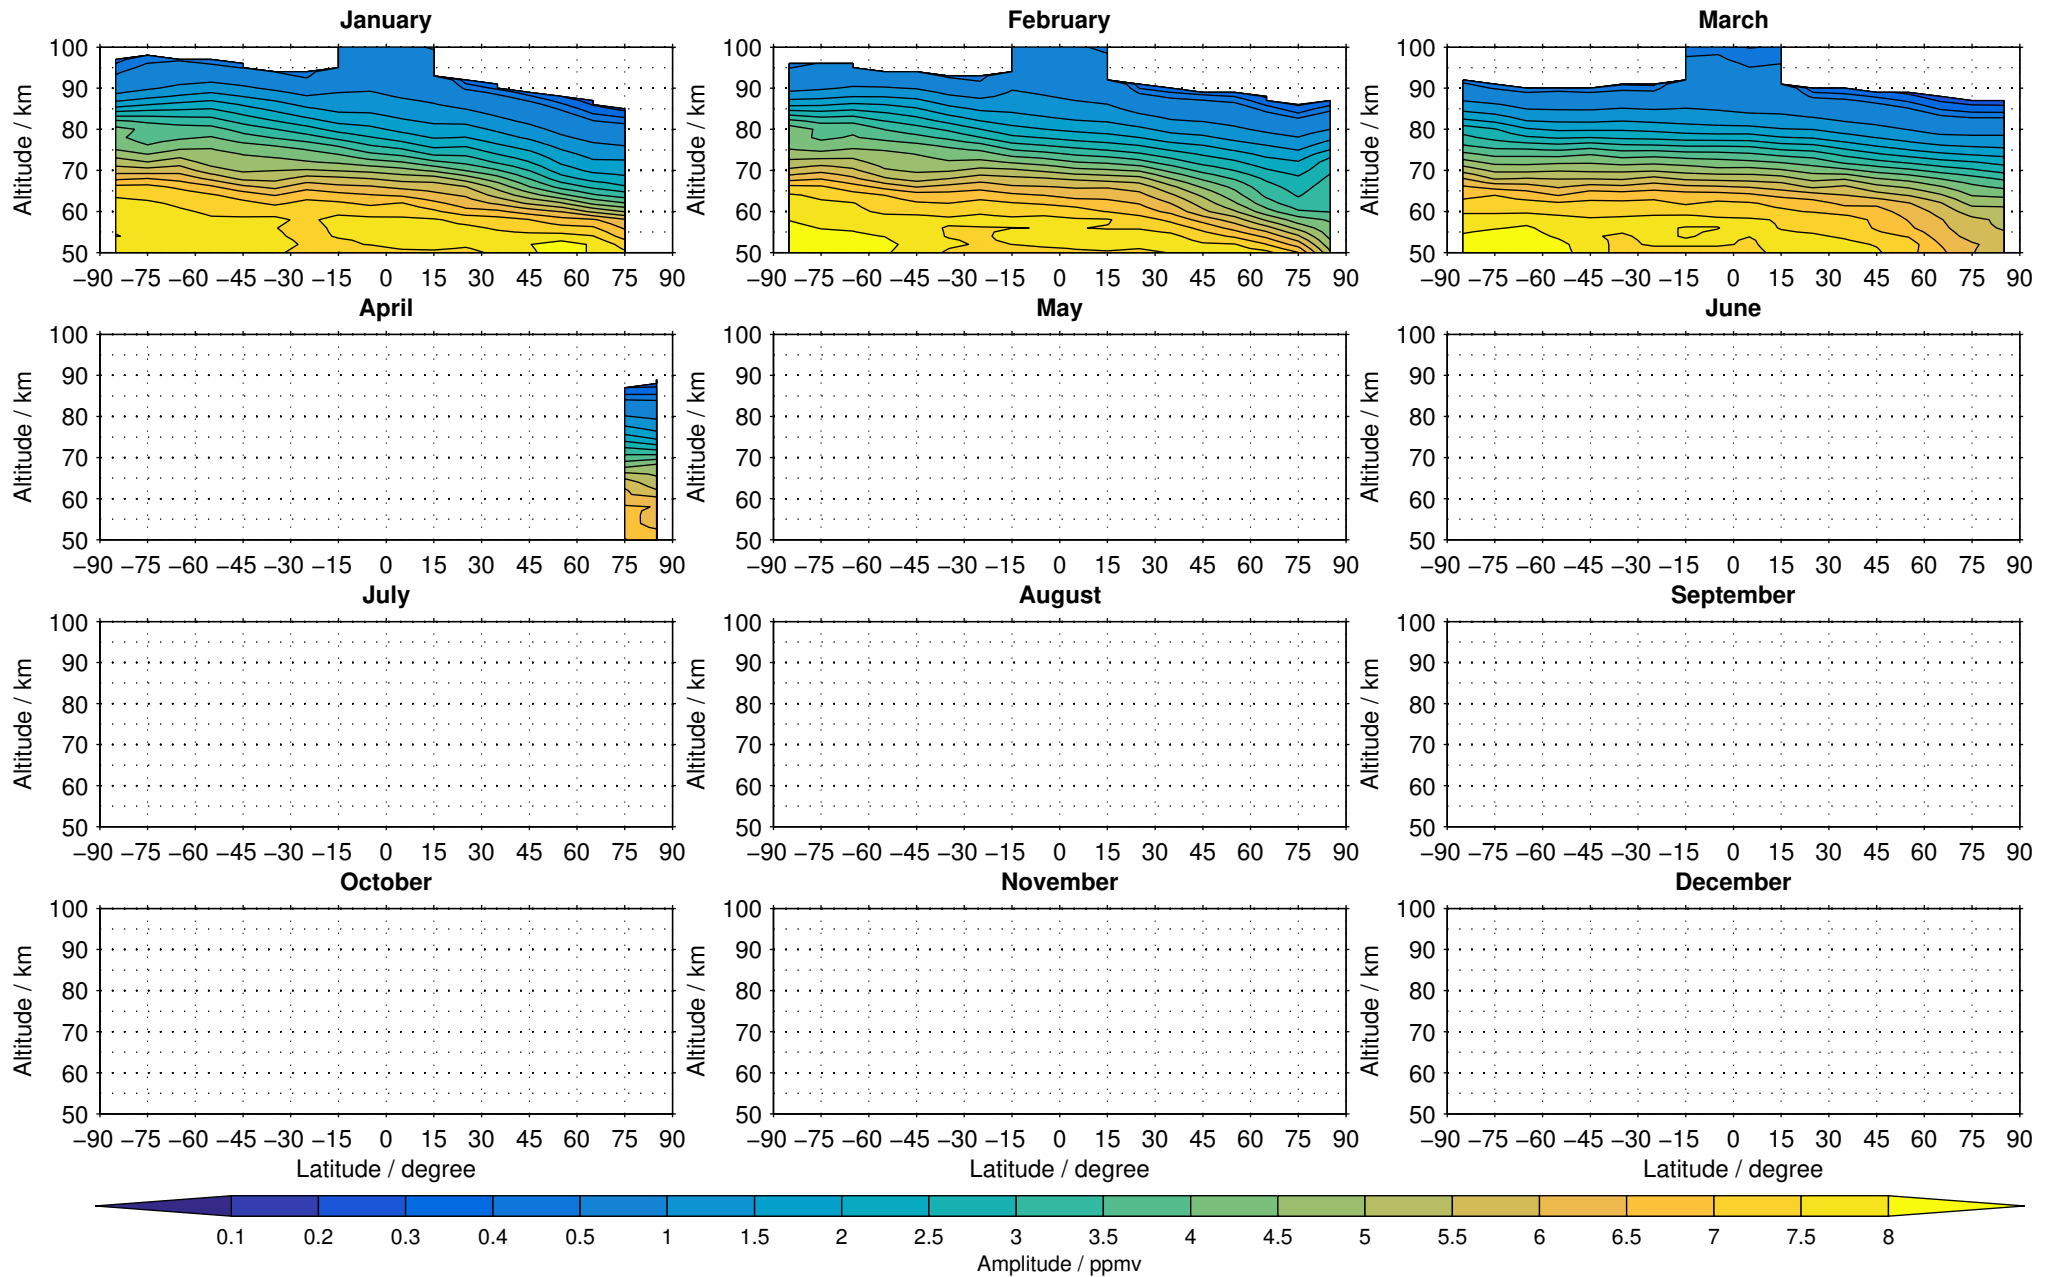 January February March
100 100 100
90 90 90
80 80 80
70 70 70
60 60 60
50 50 50
Altitude / km Altitude / km Altitude / km
−90 −75 −60 −45 −30 −15 0 15 30 45 60 75 90 −90 −75 −60 −45 −30 −15 0 15 30 45 60 75 90 −90 −75 −60 −45 −30 −15 0 15 30 45 60 75 90
April May June
100 100 100
90 90 90
80 80 80
70 70 70
60 60 60
50 50 50
Altitude / km Altitude / km Altitude / km
−90 −75 −60 −45 −30 −15 0 15 30 45 60 75 90 −90 −75 −60 −45 −30 −15 0 15 30 45 60 75 90 −90 −75 −60 −45 −30 −15 0 15 30 45 60 75 90
July August September
100 100 100
90 90 90
80 80 80
70 70 70
60 60 60
50 50 50
Altitude / km Altitude / km Altitude / km
−90 −75 −60 −45 −30 −15 0 15 30 45 60 75 90 −90 −75 −60 −45 −30 −15 0 15 30 45 60 75 90 −90 −75 −60 −45 −30 −15 0 15 30 45 60 75 90
October November December
100 100 100
90 90 90
80 80 80
70 70 70
60 60 60
50 50 50
Altitude / km Altitude / km Altitude / km
−90 −75 −60 −45 −30 −15 0 15 30 45 60 75 90 −90 −75 −60 −45 −30 −15 0 15 30 45 60 75 90 −90 −75 −60 −45 −30 −15 0 15 30 45 60 75 90
Latitude / degree Latitude / degree Latitude / degree
0.1 0.2 0.3 0.4 0.5 1 1.5 2 2.5 3 3.5 4 4.5 5 5.5 6 6.5 7 7.5 8
Amplitude / ppmv